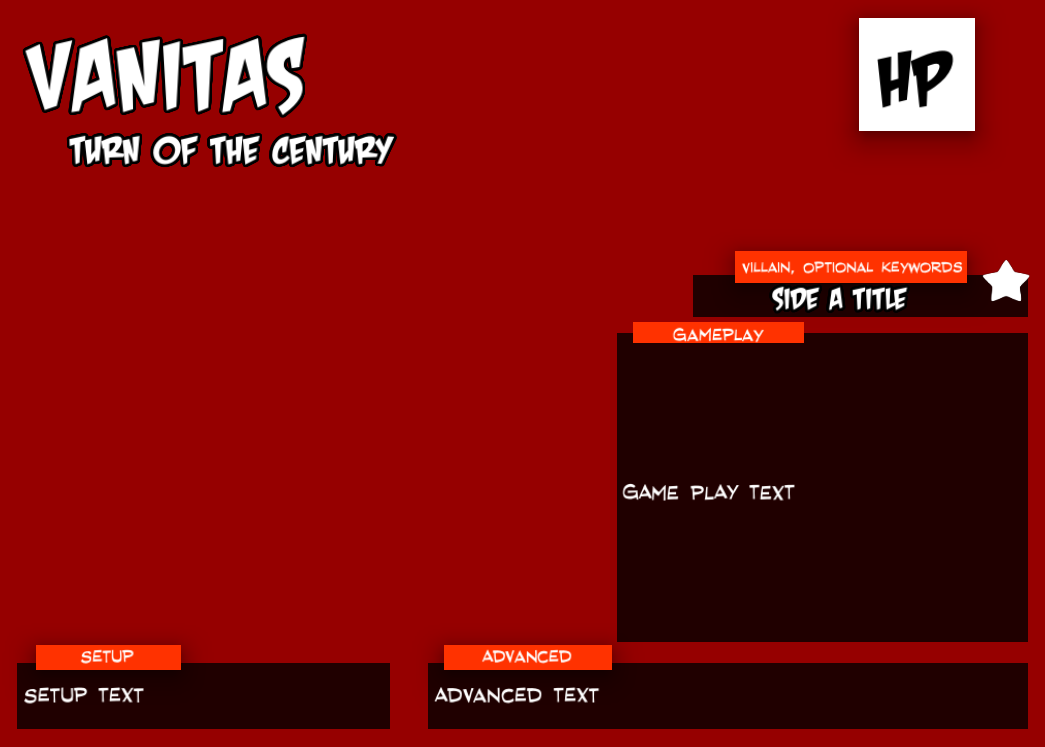 VANITAS
TURN OF THE CENTURY
HP
VILLAIN, OPTIONAL KEYWORDS
SIDE A TITLE
GAMEPLAY
GAME PLAY TEXT
SETUP
SETUP TEXT
ADVANCED
ADVANCED TEXT